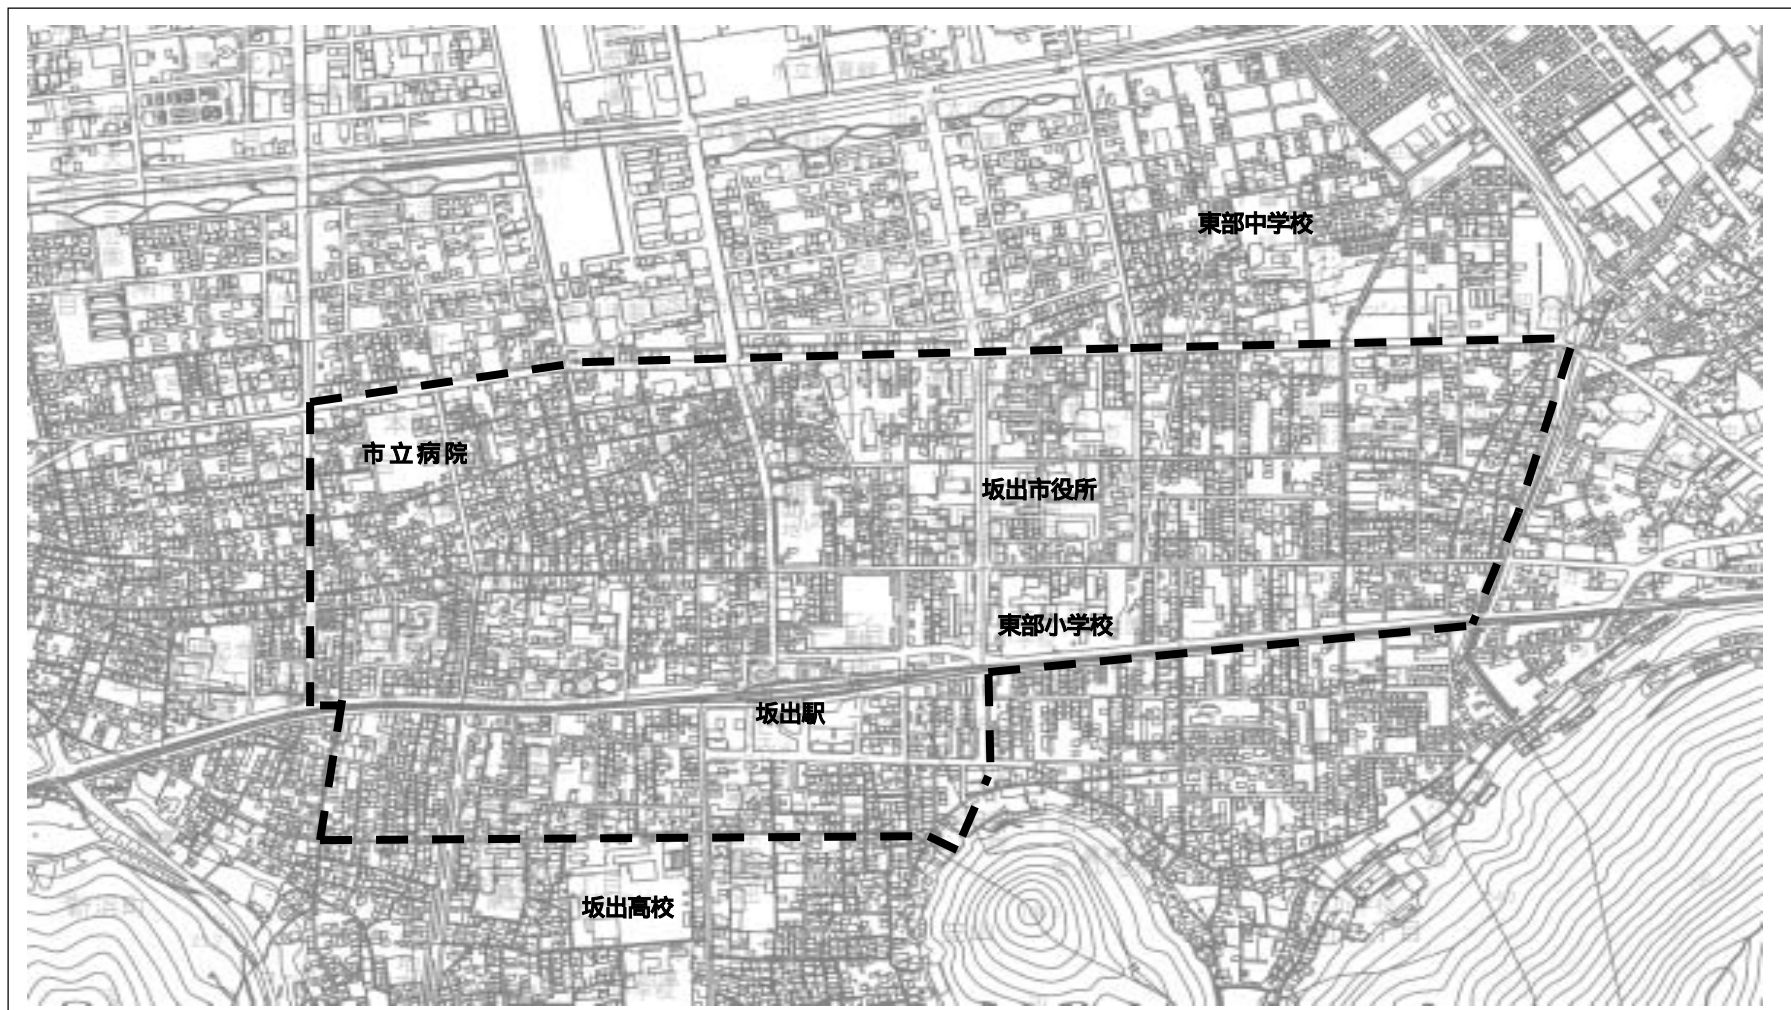 東部中学校
市立病院
坂出市役所
東部小学校
坂出駅
坂出高校